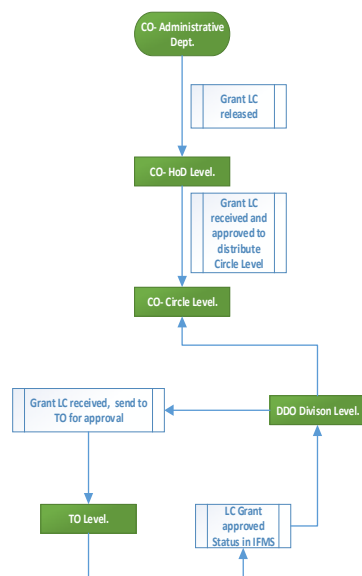 CO- Administrative
Dept.
Grant LC
released
CO- HoD Level.
Grant LC
received and
approved to
distribute
Circle Level
CO- Circle Level.
DDO Divison Level.
Grant LC received, send to
TO for approval
TO Level.
LC Grant
approved
Status in IFMS